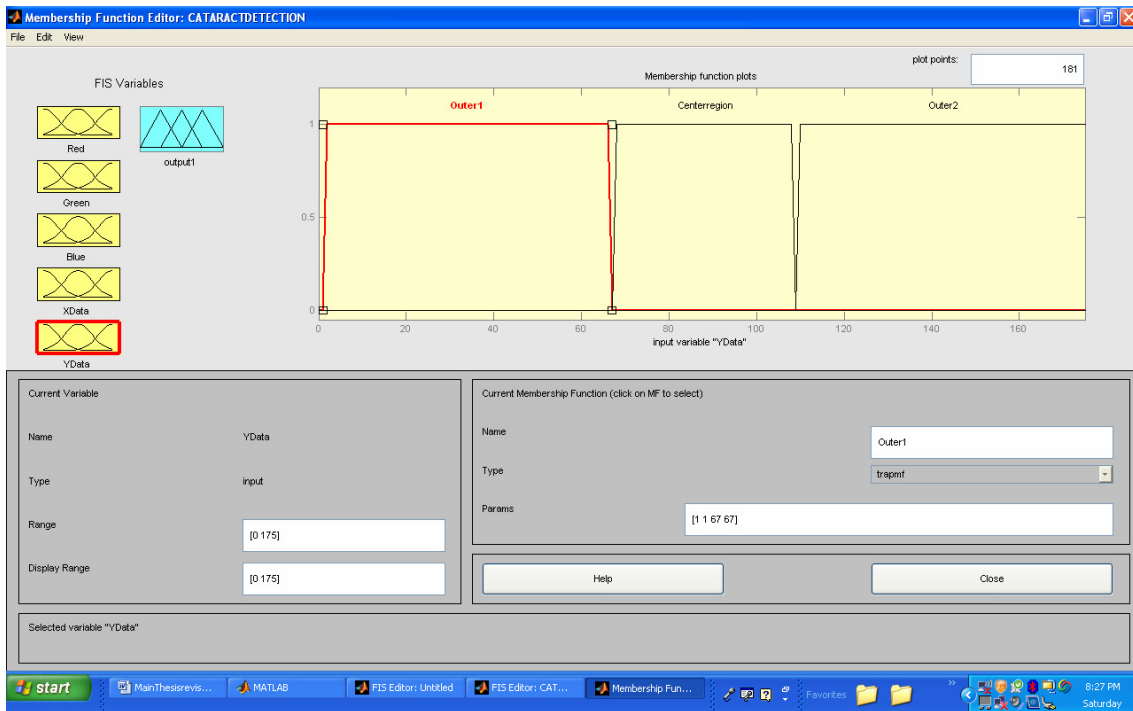 Membership Function Editor: CATARACTDETECTION
File Edit View
FIS Variables
Red
Green
Blue
XData
YData
output1
plot points:
181
Membership function plots
Outer1 Centerregion Outer2
1
0.5
0
0 20 40 60 80 100 120 140 160
input variable "YData"
Current Variable
Name YData
Type input
Range [0 175]
Display Range [0 175]
Current Membership Function (click on MF to select)
Name Outer1
Type trapmf
Params [1 1 67 67]
Help Close
Selected variable "YData"
start MainThesisrevis... MATLAB FIS Editor: Untitled FIS Editor: CAT... Membership Fun... Favorites 8:27 PM
Saturday